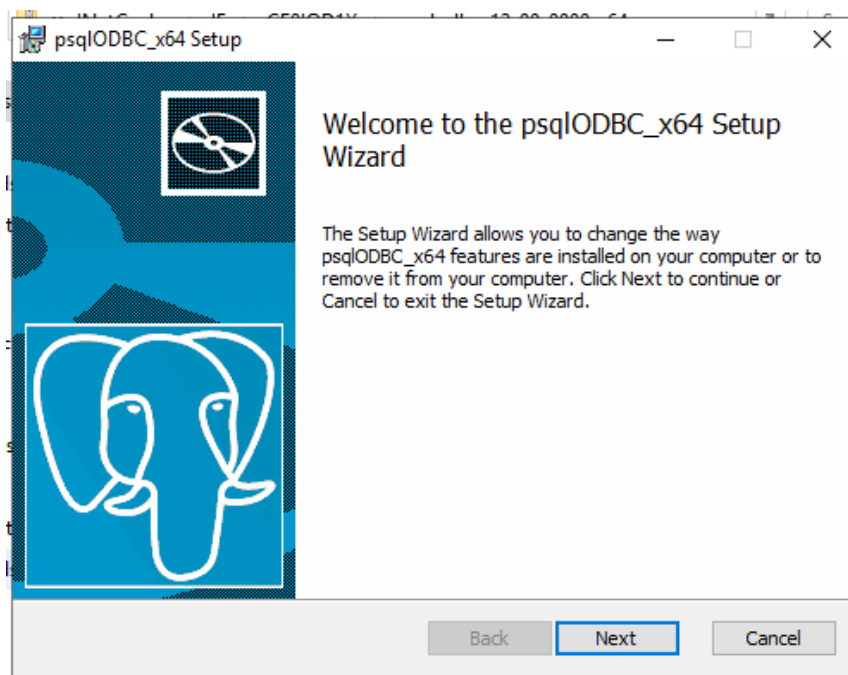 psqlODBC_x64 Setup
Welcome to the psqlODBC_x64 Setup
Wizard
The Setup Wizard allows you to change the way
psqlODBC_x64 features are installed on your computer or to
remove it from your computer. Click Next to continue or
Cancel to exit the Setup Wizard.
Back
Next
Cancel